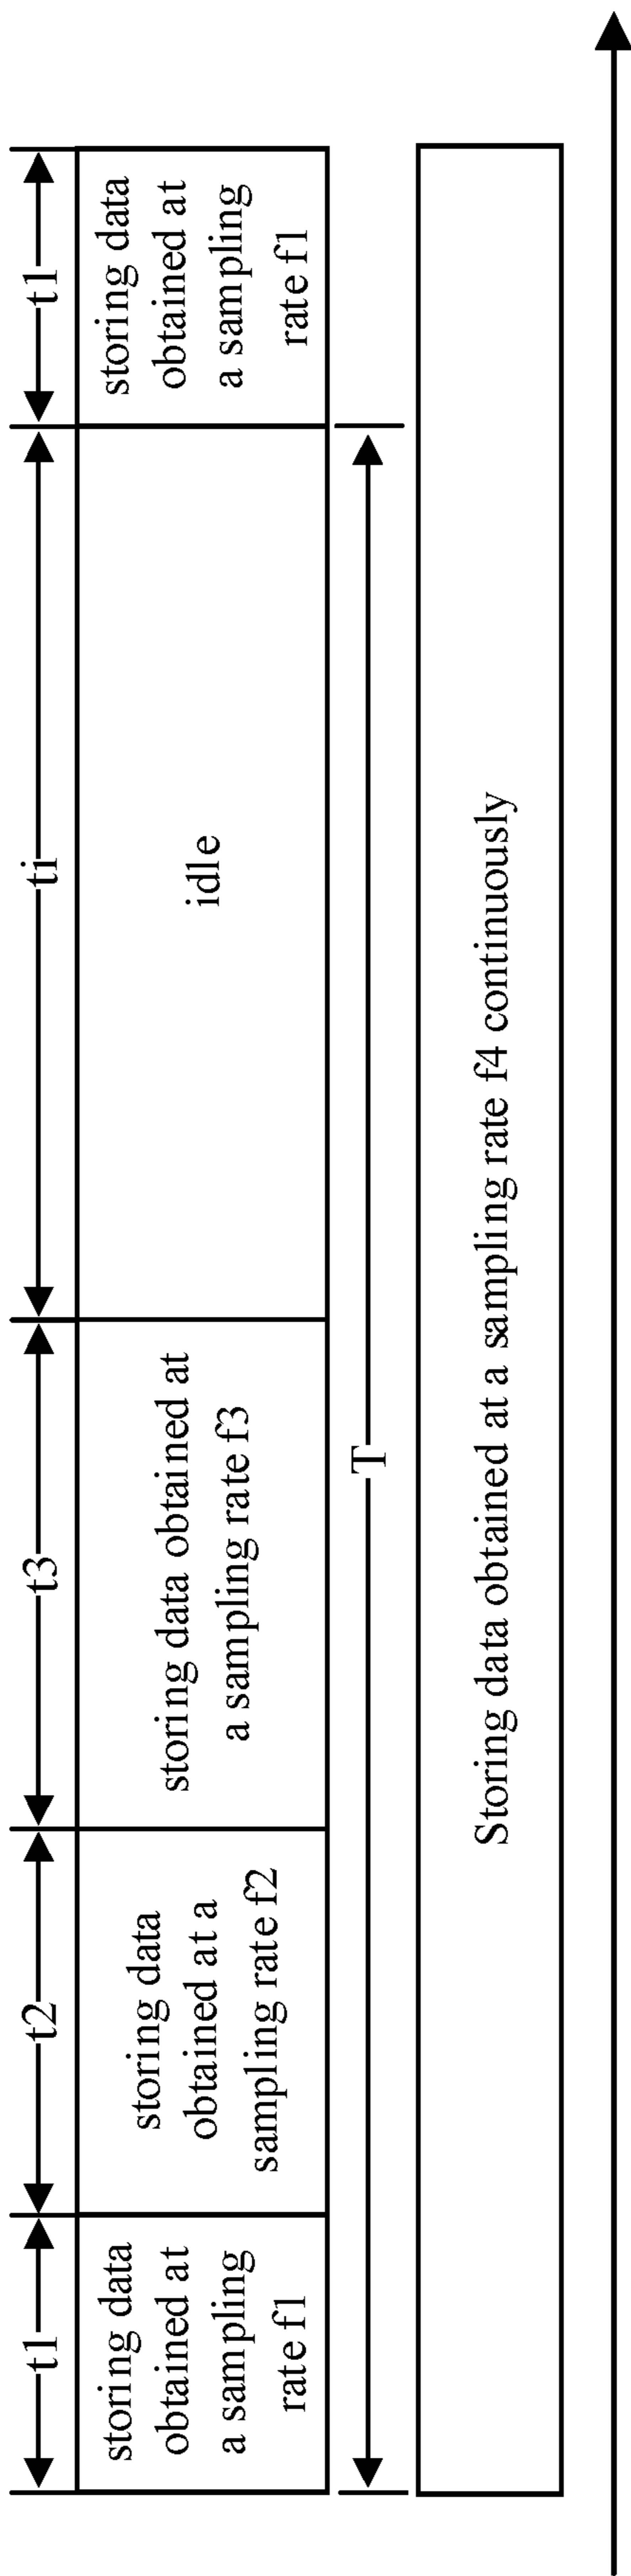 t1
t2
t3
ti
t1
storing data
obtained at
a sampling
rate f1
storing data
obtained at a
sampling rate f2
storing data obtained at
a sampling rate f3
idle
storing data
obtained at
a sampling
rate f1
T
Storing data obtained at a sampling rate f4 continuously